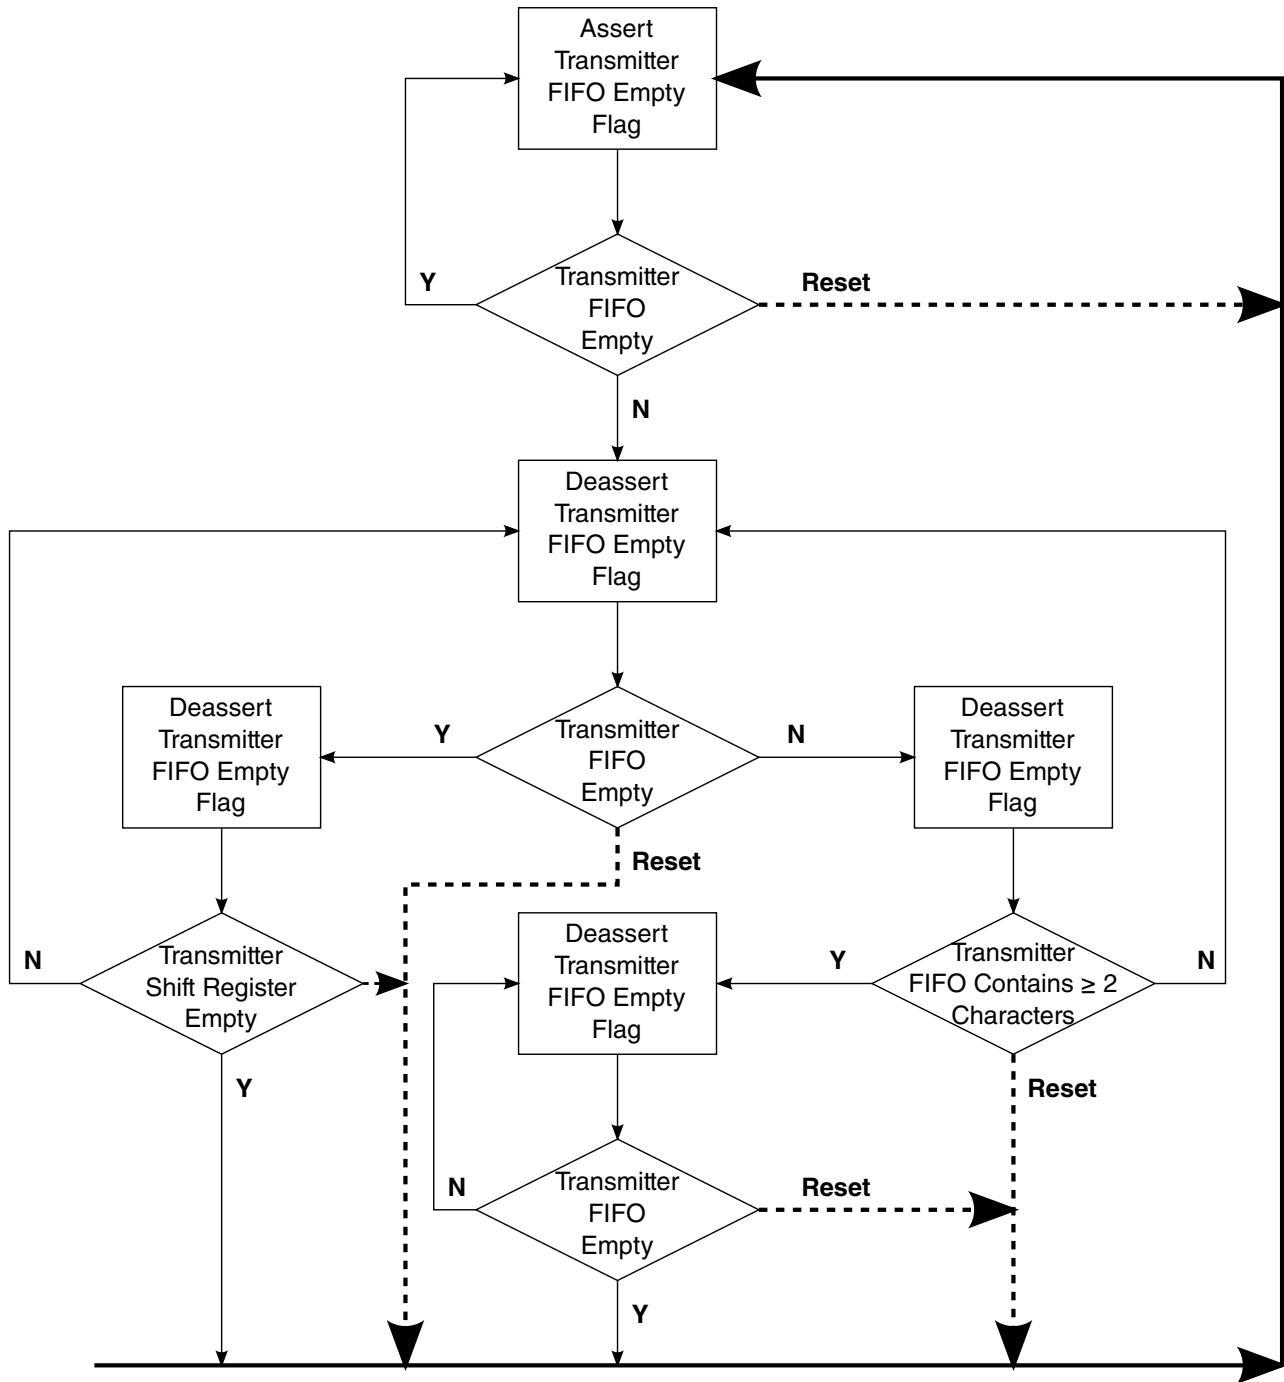 Assert
Transmitter
FIFO Empty
Flag
Y
Transmitter
FIFO
Empty
Reset
N
Deassert
Transmitter
FIFO Empty
Flag
Deassert
Transmitter
FIFO Empty
Flag
Y
Transmitter
FIFO
Empty
N
Deassert
Transmitter
FIFO Empty
Flag
Reset
N
Transmitter
Shift Register
Empty
Y
Deassert
Transmitter
FIFO Empty
Flag
Y
Transmitter
FIFO Contains ≥ 2
Characters
N
Reset
N
Transmitter
FIFO
Empty
Reset
Y